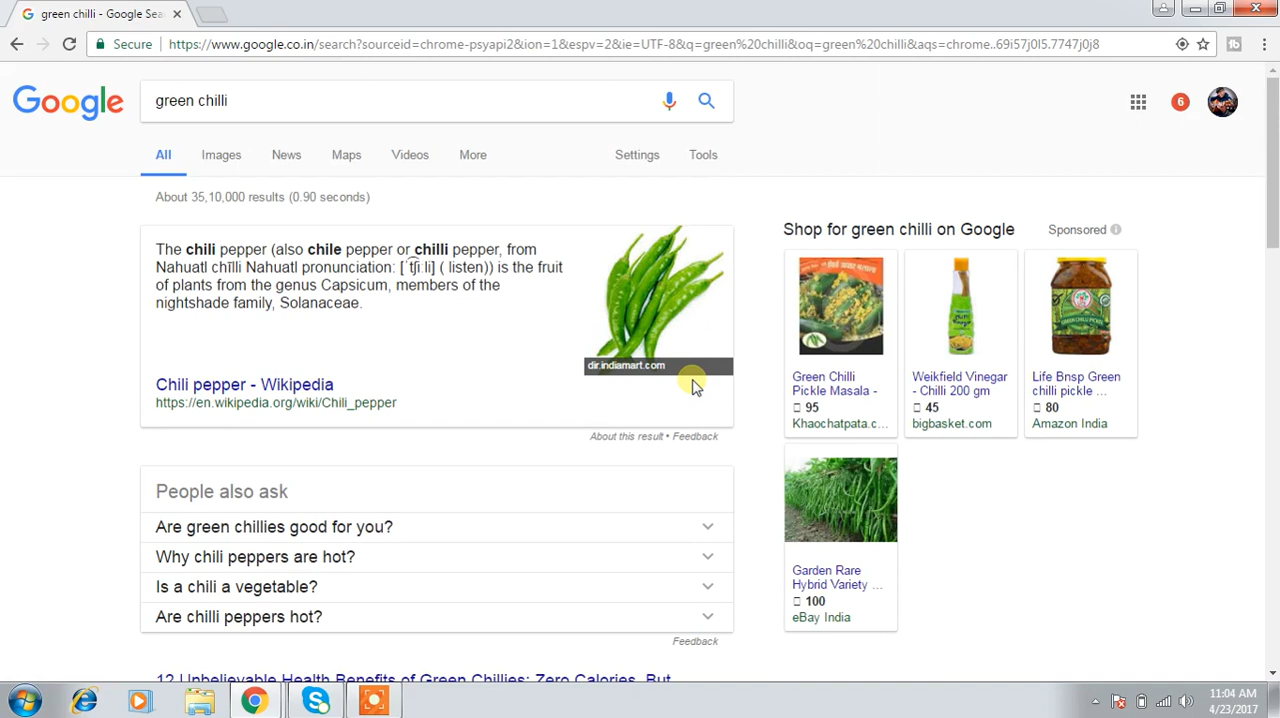 green chilli - Google Sea
Secure
https://www.google.co.in/search?sourceid=chrome-psyapi2&ion=1&espv=2&ie=UTF-8&q=green%20chilli&oq=green%20chilli&aqs=chrome..69i57j0l5.7747j0j8
Google
green chilli
6
All Images News Maps Videos More Settings Tools
About 35,10,000 results (0.90 seconds)
The chili pepper (also chile pepper or chilli pepper, from
Nahuatl chīlli Nahuatl pronunciation: [ˈt͡ʃiːli] ( listen)) is the fruit
of plants from the genus Capsicum, members of the
nightshade family, Solanaceae.
dir.indiamart.com
Chili pepper - Wikipedia
https://en.wikipedia.org/wiki/Chili_pepper
About this result • Feedback
People also ask
Are green chillies good for you?
Why chili peppers are hot?
Is a chili a vegetable?
Are chilli peppers hot?
Feedback
12 Unbelievable Health Benefits of Green Chillies: Zero Calories, But
Shop for green chilli on Google
Sponsored
Green Chilli
Pickle Masala -
95
Khaochatpata.c...
Weikfield Vinegar
- Chilli 200 gm
45
bigbasket.com
GREEN CHILLI PICKLE
Life Bnsp Green
chilli pickle ...
80
Amazon India
Garden Rare
Hybrid Variety ...
100
eBay India
11:04 AM
4/23/2017